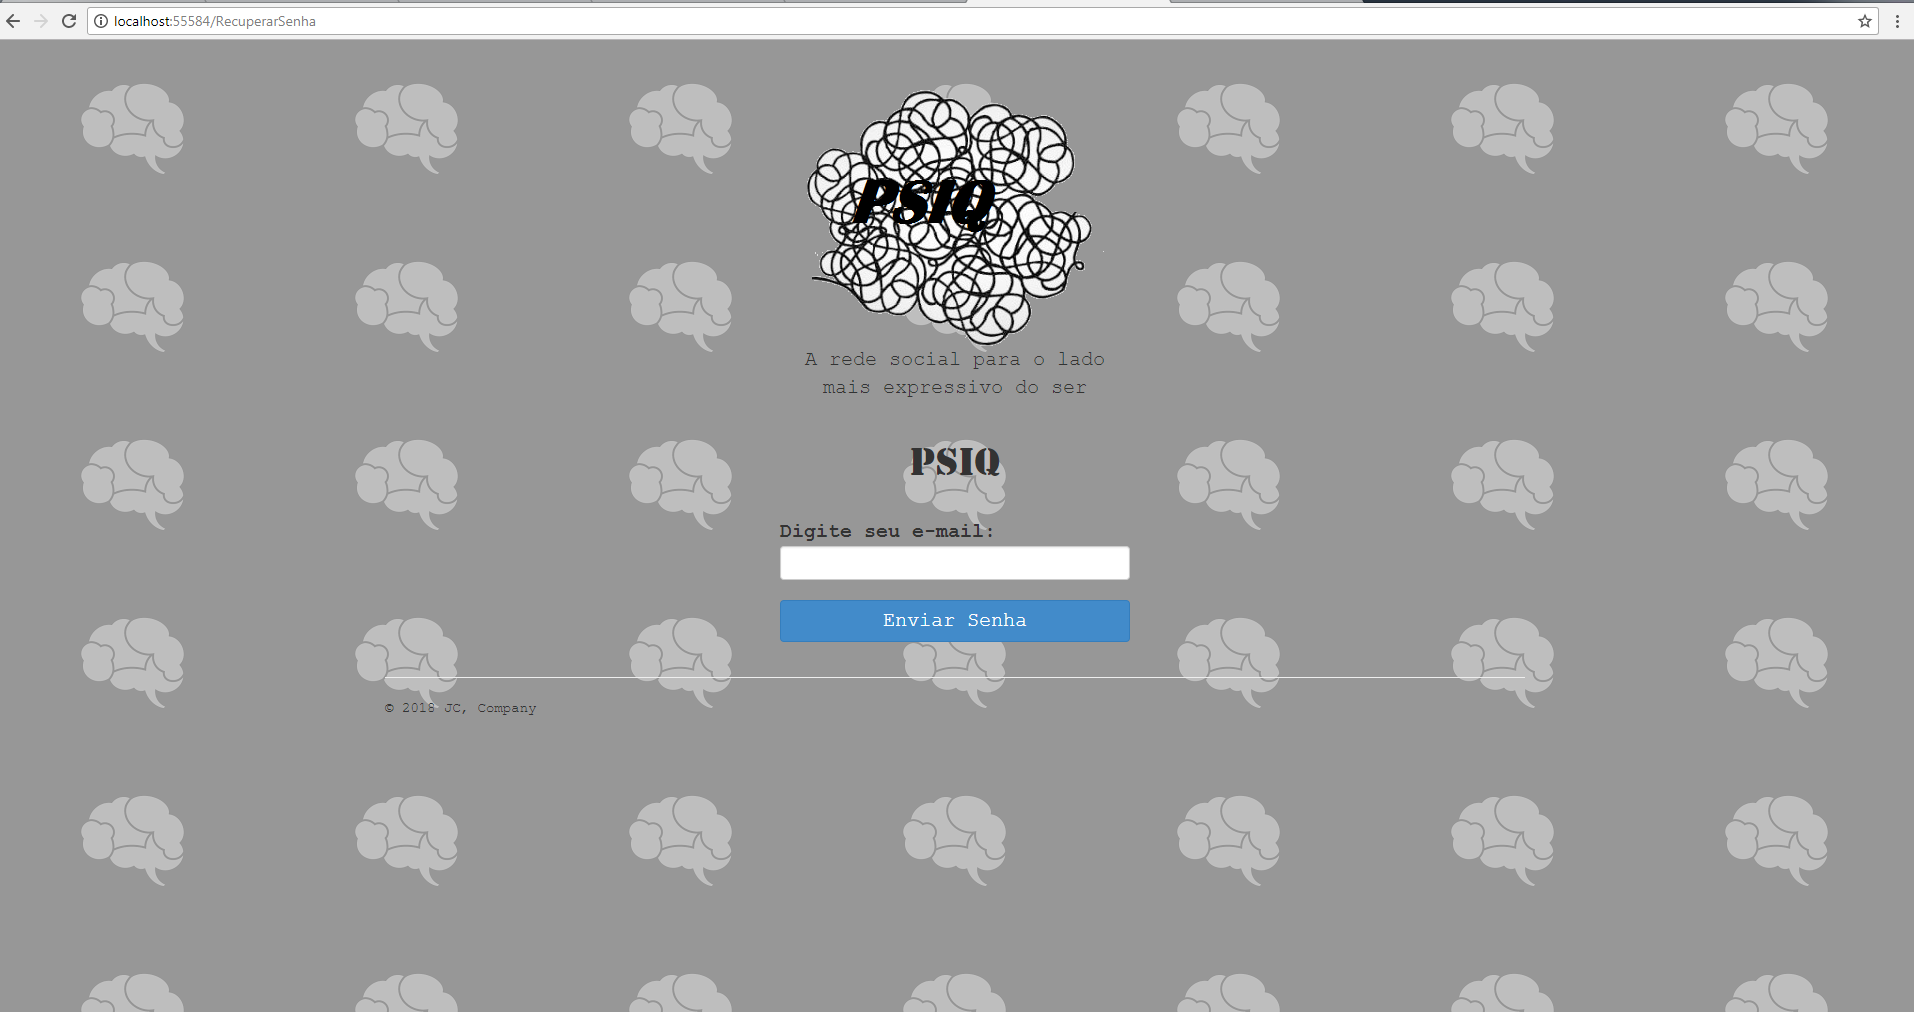 localhost:55584/RecuperarSenha
PSIQ
A rede social para o lado
mais expressivo do ser
PSIQ
Digite seu e-mail:
Enviar Senha
© 2018 JC, Company